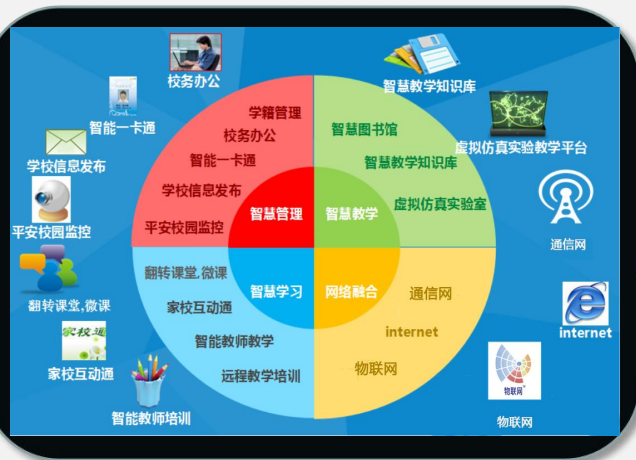 校务办公
智慧教学知识库
智能一卡通
虚拟仿真实验教学平台
学校信息发布
通信网
平安校园监控
翻转课堂,微课
internet
家校通
家校互动通
物联网
物联网
智能教师培训
学籍管理
校务办公
智能一卡通
学校信息发布
平安校园监控
智慧管理
智慧图书馆
智慧教学知识库
虚拟仿真实验室
智慧教学
翻转课堂,微课
家校互动通
智能教师教学
远程教学培训
智慧学习
网络融合
通信网
internet
物联网